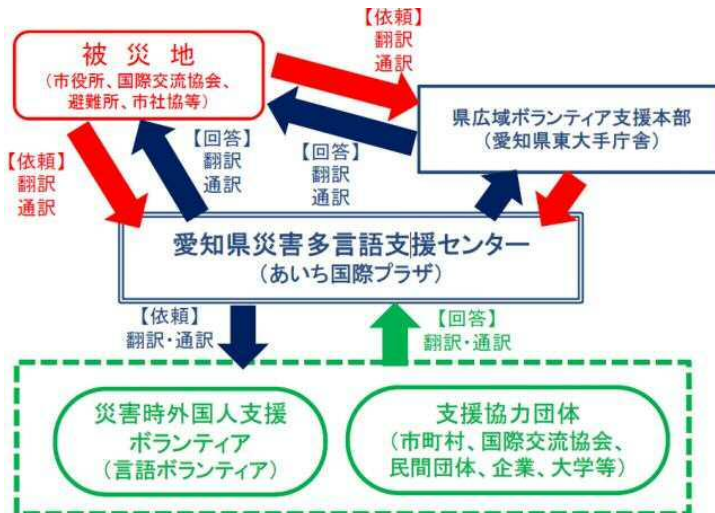 【依頼】
翻訳
通訳
被 災 地
(市役所、国際交流協会、
避難所、市社協等)
県広域ボランティア支援本部
(愛知県東大手庁舎)
【依頼】
翻訳
通訳
【回答】
翻訳
通訳
【回答】
翻訳
通訳
愛知県災害多言語支援センター
(あいち国際プラザ)
【依頼】
翻訳・通訳
【回答】
翻訳・通訳
災害時外国人支援
ボランティア
(言語ボランティア)
支援協力団体
(市町村、国際交流協会、
民間団体、企業、大学等)